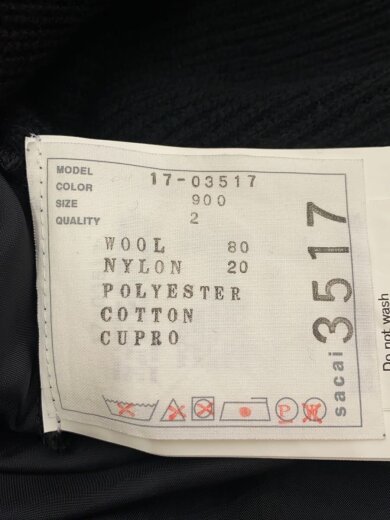 MODEL 17-03517
COLOR 900
SIZE 2
QUALITY
WOOL 80
NYLON 20
POLYESTER
COTTON
CUPRO
P W
sacai 3517
Do not wash